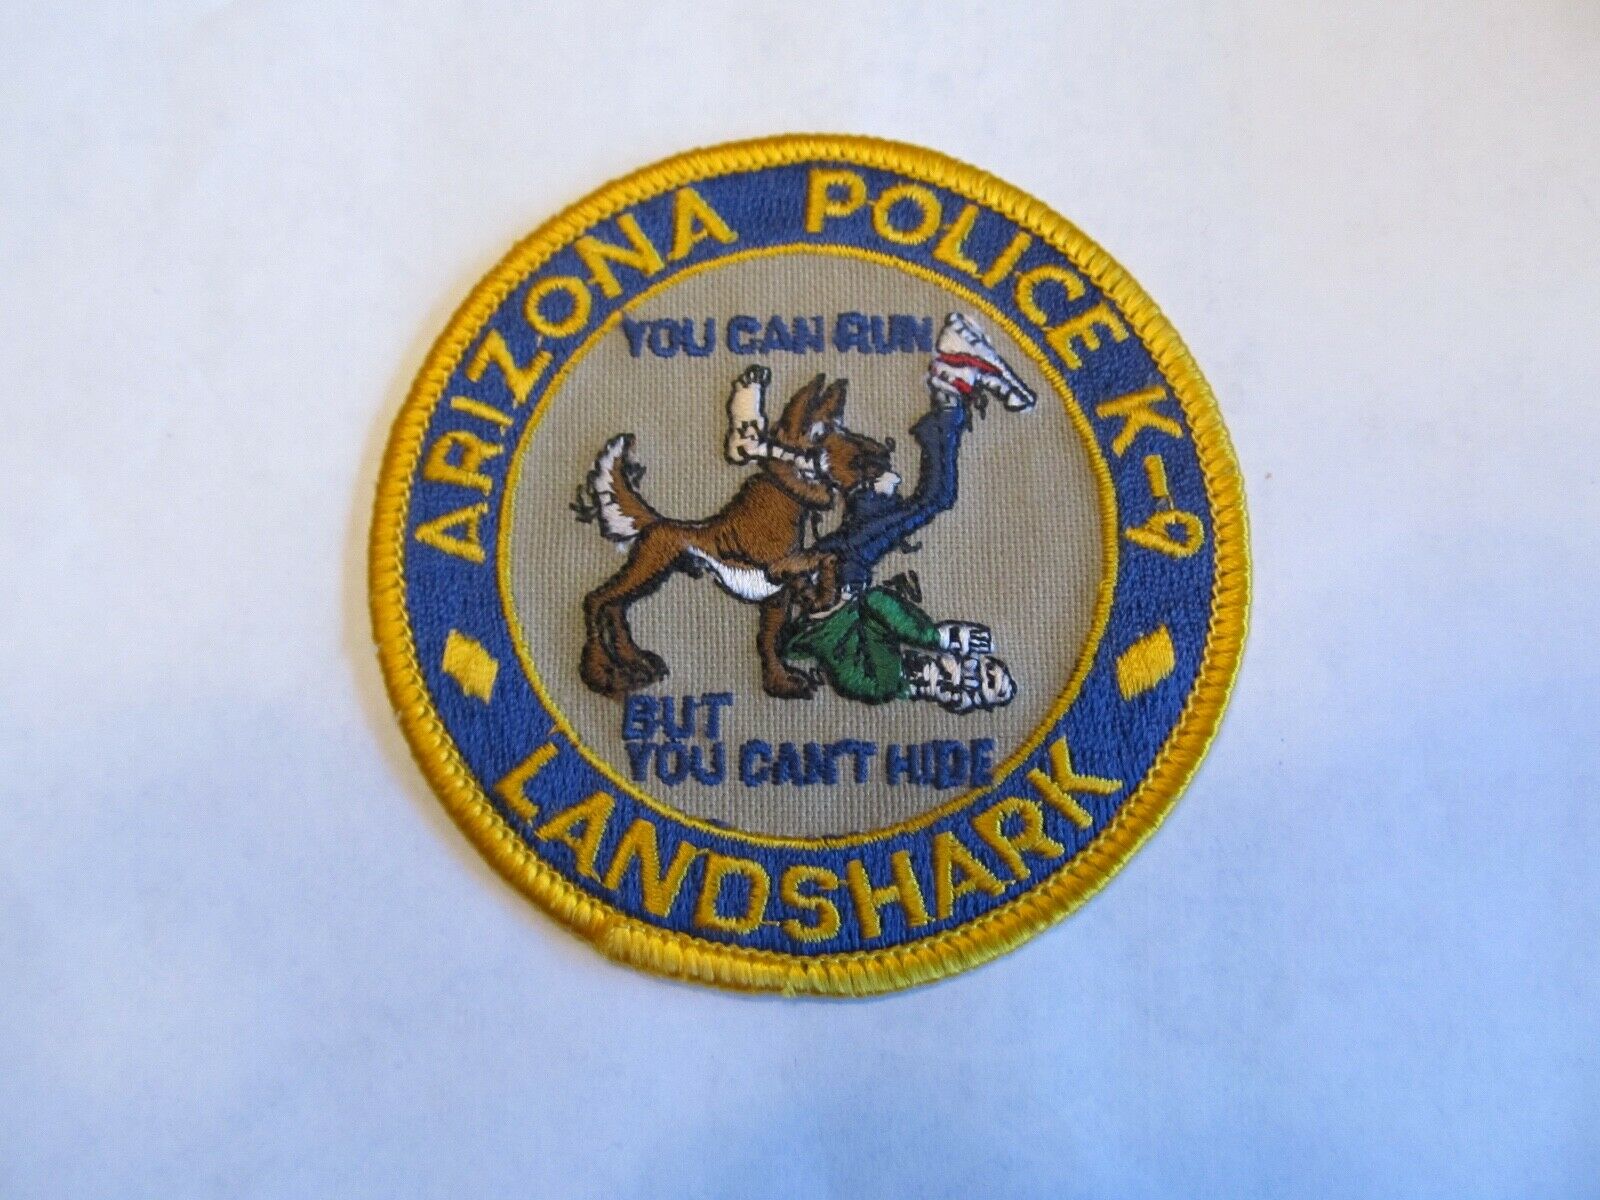 ARIZONA POLICE K-9
YOU CAN RUN
BUT
YOU CAN'T HIDE
LANDSHARK